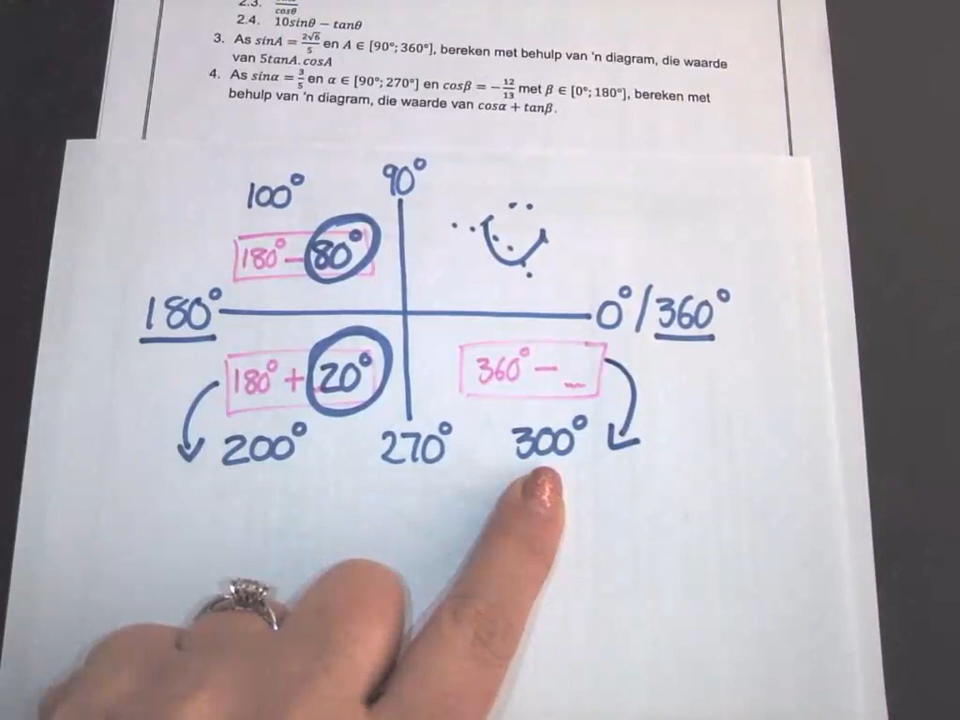 2.3. cosθ
2.4. 10sinθ − tanθ
3. As sinA = 2√6/5 en A ∈ [90°; 360°], bereken met behulp van 'n diagram, die waarde
van 5tanA.cosA
4. As sinα = 3/5 en α ∈ [90°; 270°] en cosβ = −12/13 met β ∈ [0°; 180°], bereken met
behulp van 'n diagram, die waarde van cosα + tanβ.
100° 90°
180° − 80°
180° 0°/360°
180° + 20° 360° − _
200° 270° 300°